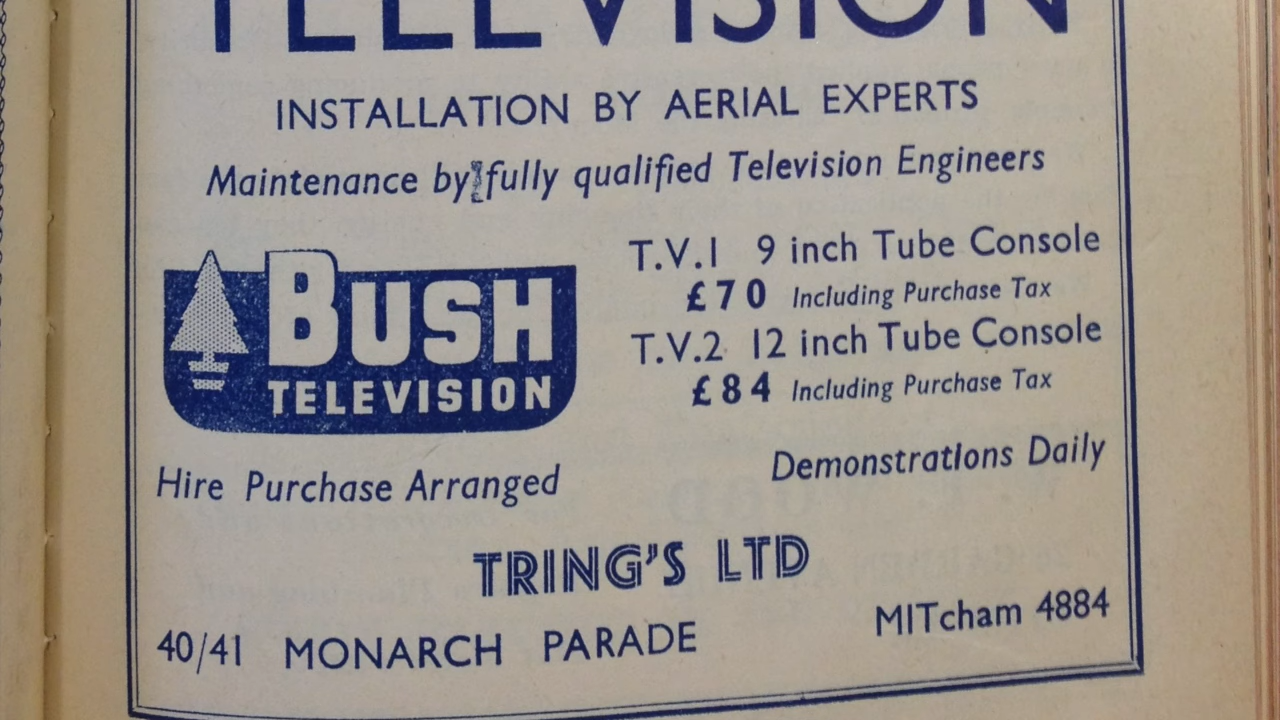 TELEVISION
INSTALLATION BY AERIAL EXPERTS
Maintenance by fully qualified Television Engineers
BUSH
TELEVISION
T.V.1 9 inch Tube Console
£70 Including Purchase Tax
T.V.2 12 inch Tube Console
£84 Including Purchase Tax
Hire Purchase Arranged
Demonstrations Daily
TRING'S LTD
40/41 MONARCH PARADE
MITcham 4884